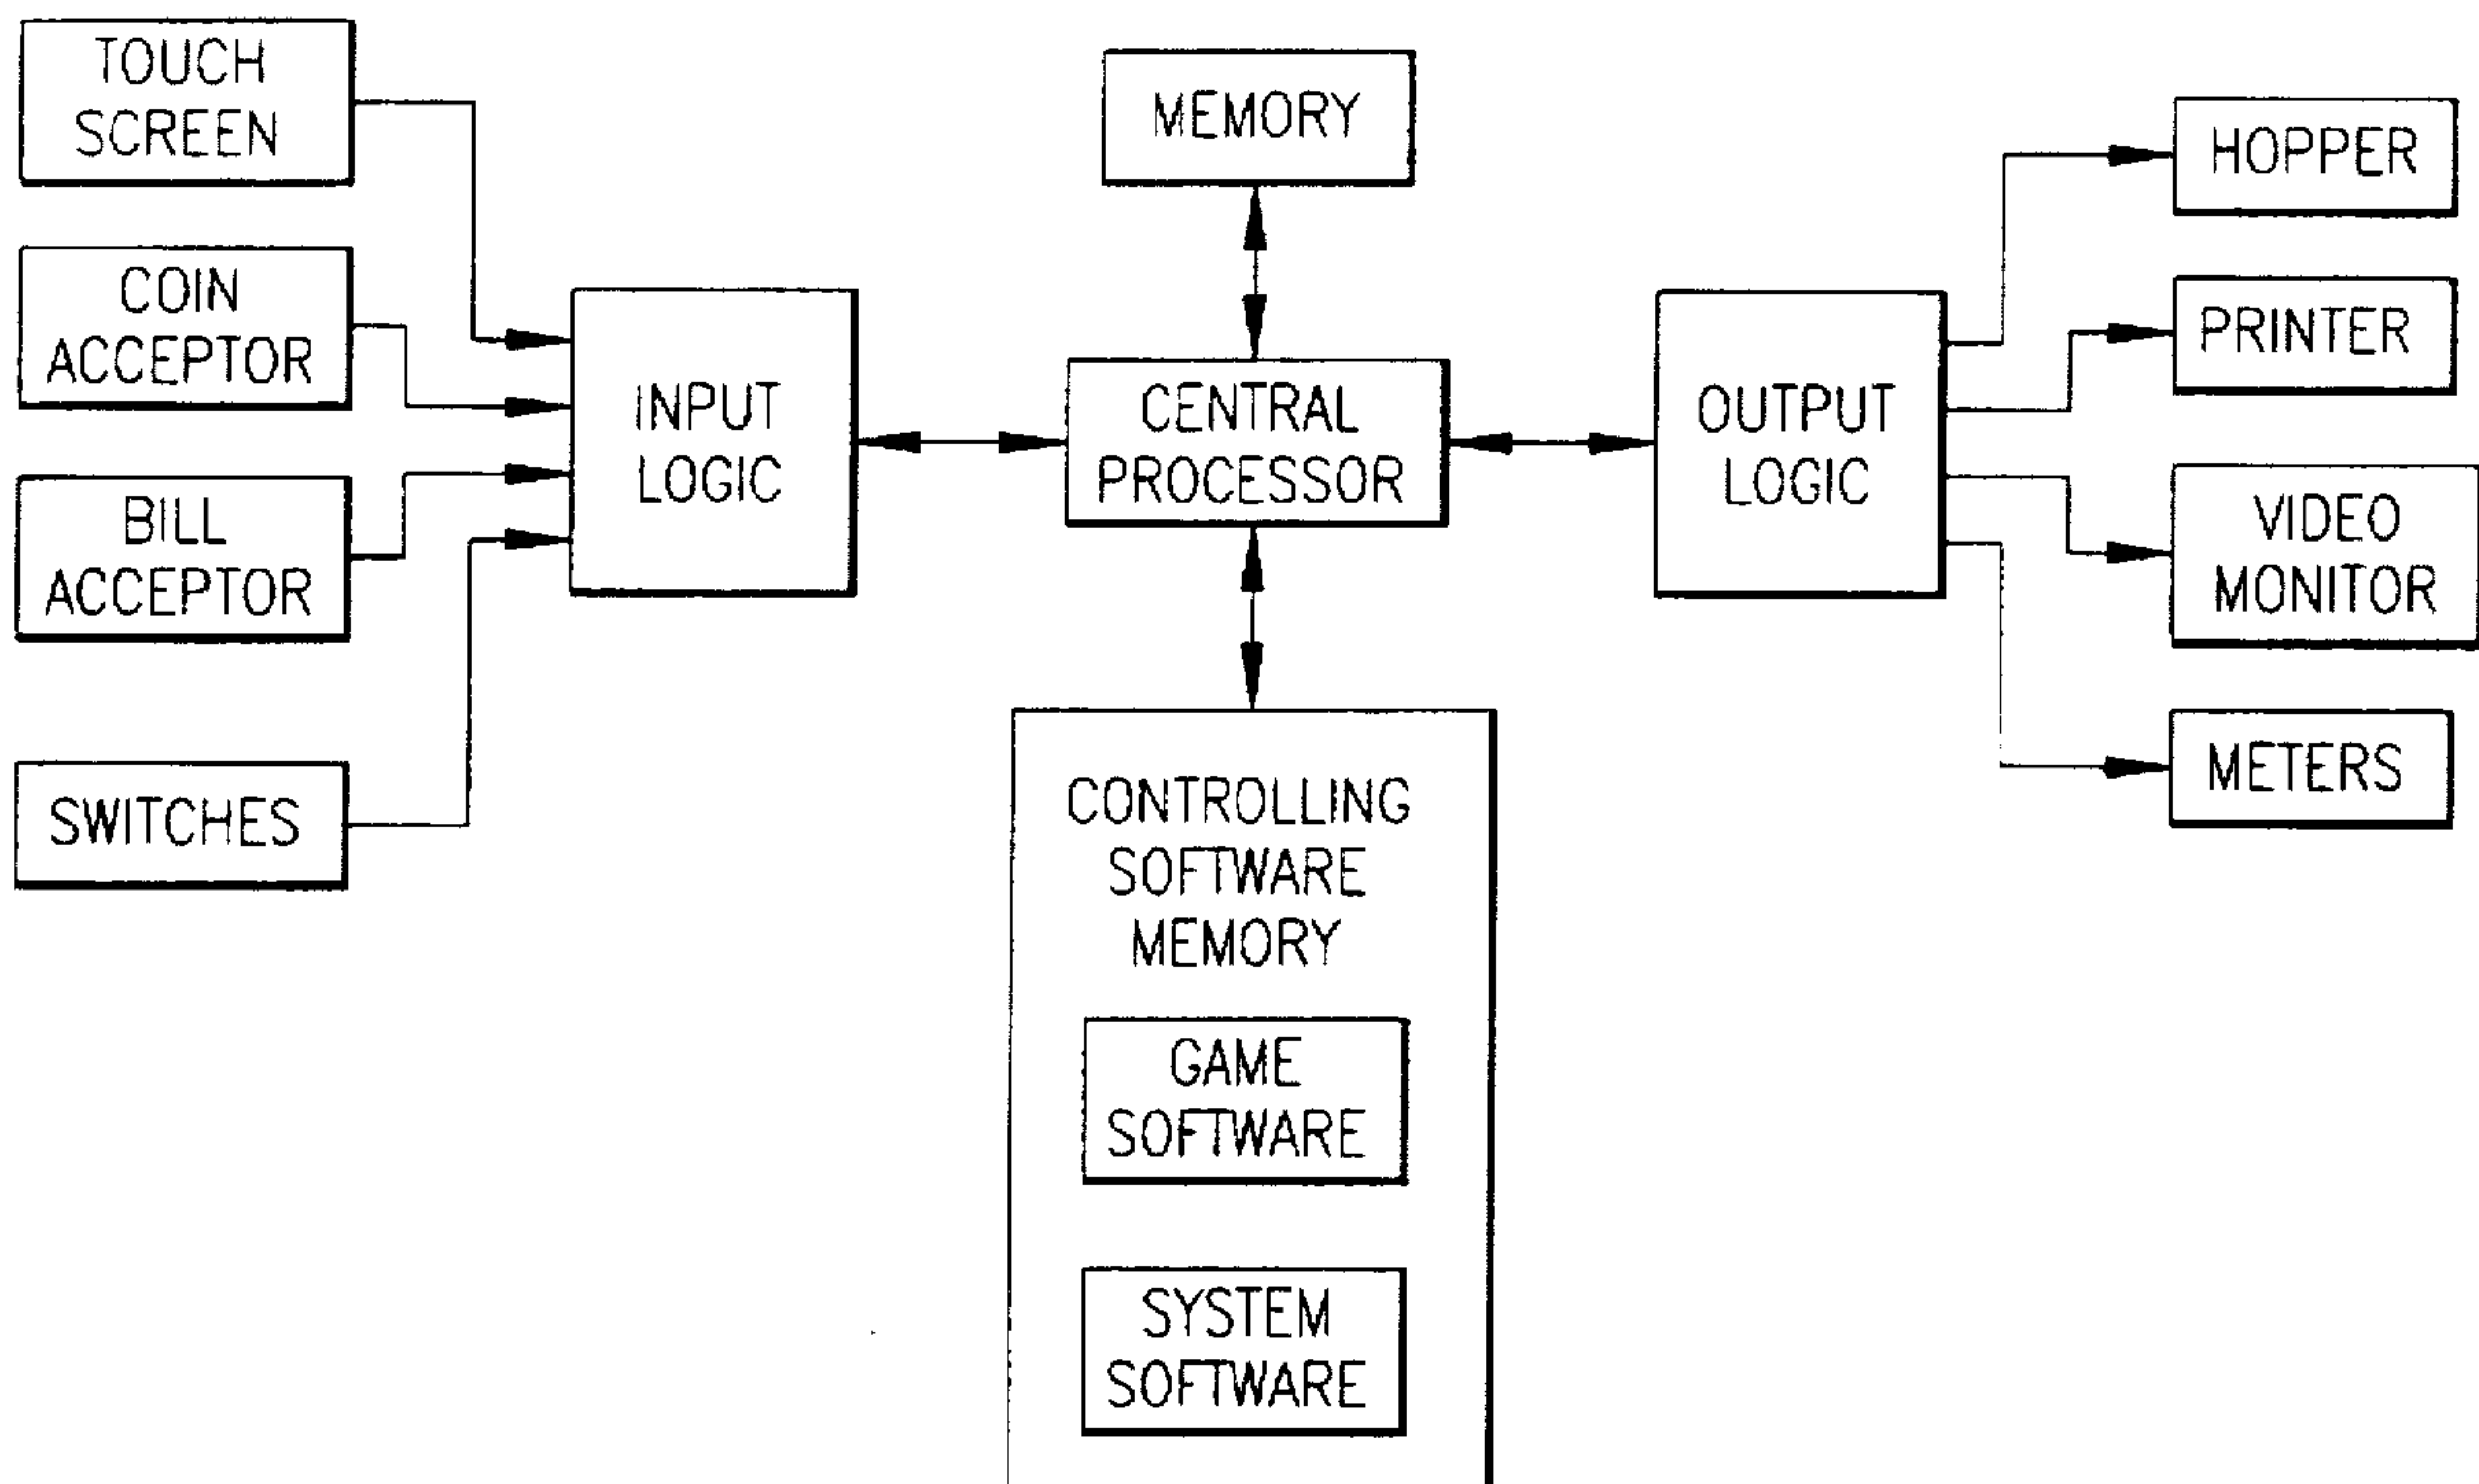 TOUCH
SCREEN
COIN
ACCEPTOR
BILL
ACCEPTOR
SWITCHES
INPUT
LOGIC
MEMORY
CENTRAL
PROCESSOR
CONTROLLING
SOFTWARE
MEMORY
GAME
SOFTWARE
SYSTEM
SOFTWARE
OUTPUT
LOGIC
HOPPER
PRINTER
VIDEO
MONITOR
METERS